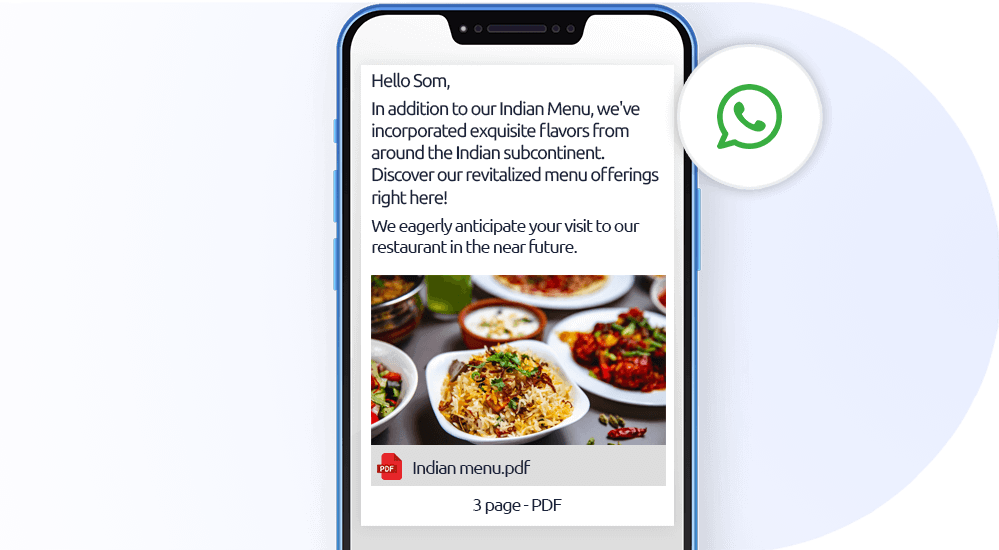 Hello Som,
In addition to our Indian Menu, we've
incorporated exquisite flavors from
around the Indian subcontinent.
Discover our revitalized menu offerings
right here!
We eagerly anticipate your visit to our
restaurant in the near future.
PDF
Indian menu.pdf
3 page - PDF